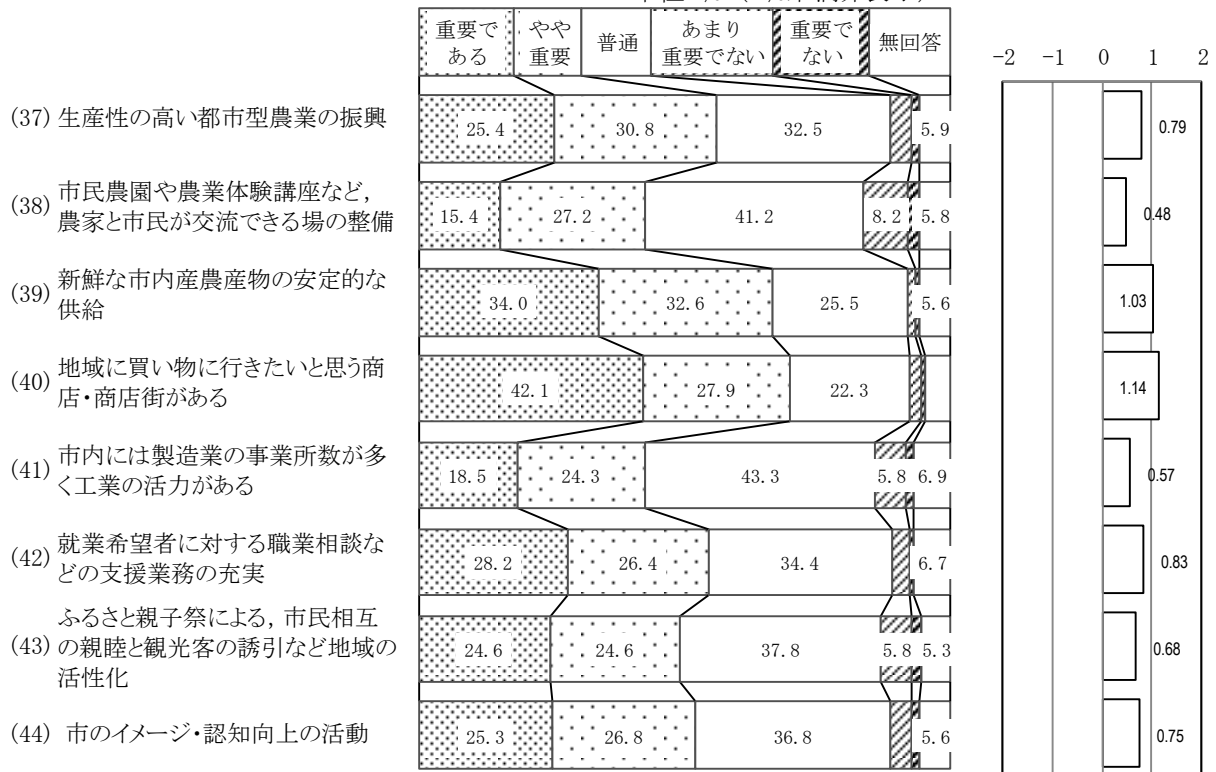 重要で
ある
やや
重要
普通
あまり
重要でない
重要で
ない
無回答
-2 -1 0 1 2
(37) 生産性の高い都市型農業の振興
25.4 30.8 32.5 5.9
0.79
(38) 市民農園や農業体験講座など，
農家と市民が交流できる場の整備
15.4 27.2 41.2 8.2 5.8
0.48
(39) 新鮮な市内産農産物の安定的な
供給
34.0 32.6 25.5 5.6
1.03
(40) 地域に買い物に行きたいと思う商
店・商店街がある
42.1 27.9 22.3
1.14
(41) 市内には製造業の事業所数が多
く工業の活力がある
18.5 24.3 43.3 5.8 6.9
0.57
(42) 就業希望者に対する職業相談な
どの支援業務の充実
28.2 26.4 34.4 6.7
0.83
ふるさと親子祭による，市民相互
(43) の親睦と観光客の誘引など地域の
活性化
24.6 24.6 37.8 5.8 5.3
0.68
(44) 市のイメージ・認知向上の活動
25.3 26.8 36.8 5.6
0.75